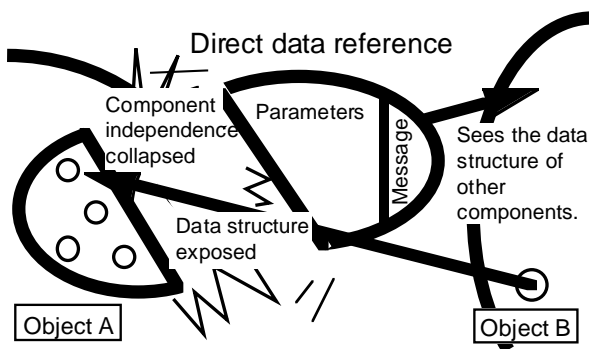 Direct data reference
Component
independence
collapsed
Parameters
Message
Sees the data
structure of
other
components.
Data structure
exposed
Object A
Object B